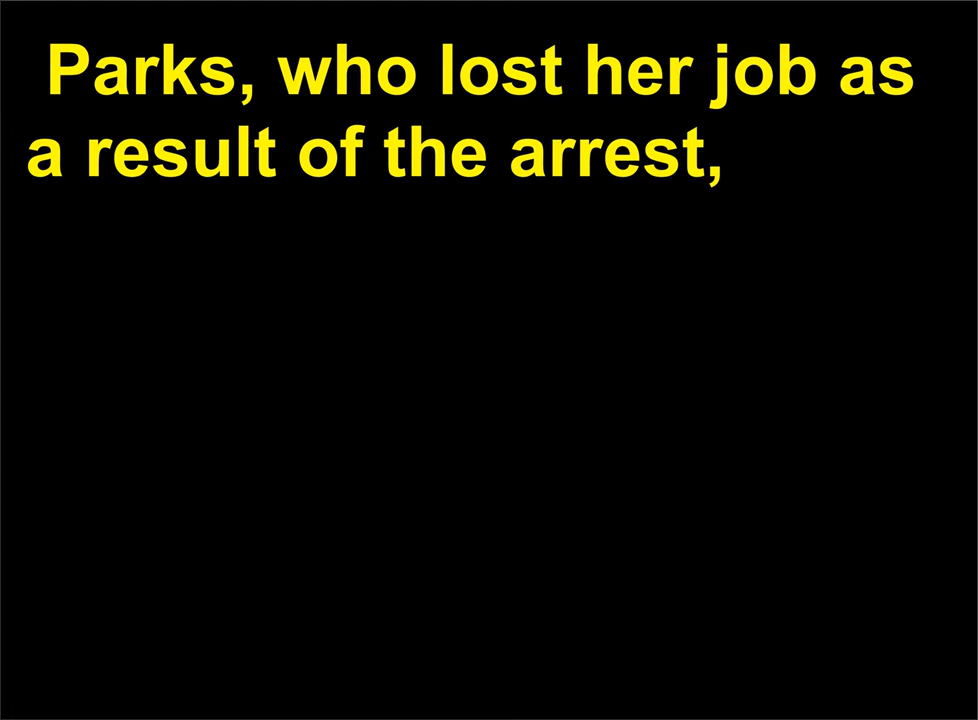 Parks, who lost her job as
a result of the arrest,